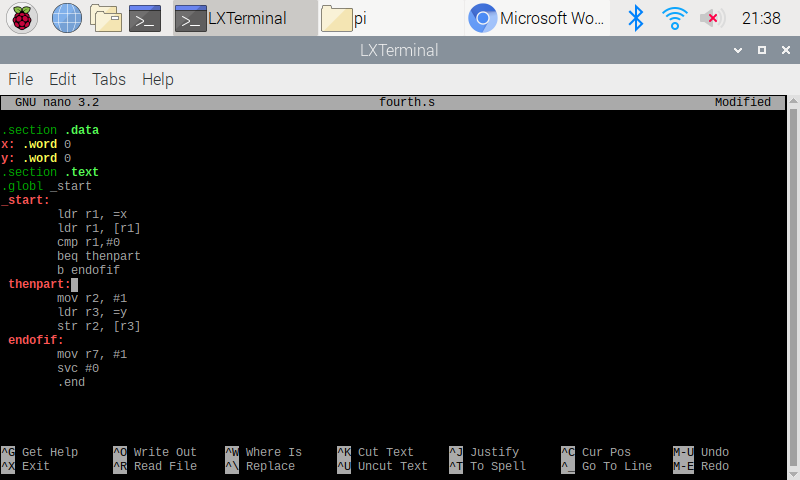 LXTerminal
pi
Microsoft Wo...
21:38
LXTerminal
File Edit Tabs Help
GNU nano 3.2 fourth.s Modified
.section .data
x: .word 0
y: .word 0
.section .text
.globl _start
_start:
ldr r1, =x
ldr r1, [r1]
cmp r1,#0
beq thenpart
b endofif
thenpart:
mov r2, #1
ldr r3, =y
str r2, [r3]
endofif:
mov r7, #1
svc #0
.end
^G Get Help ^O Write Out ^W Where Is ^K Cut Text ^J Justify ^C Cur Pos M-U Undo
^X Exit ^R Read File ^\ Replace ^U Uncut Text ^T To Spell ^_ Go To Line M-E Redo